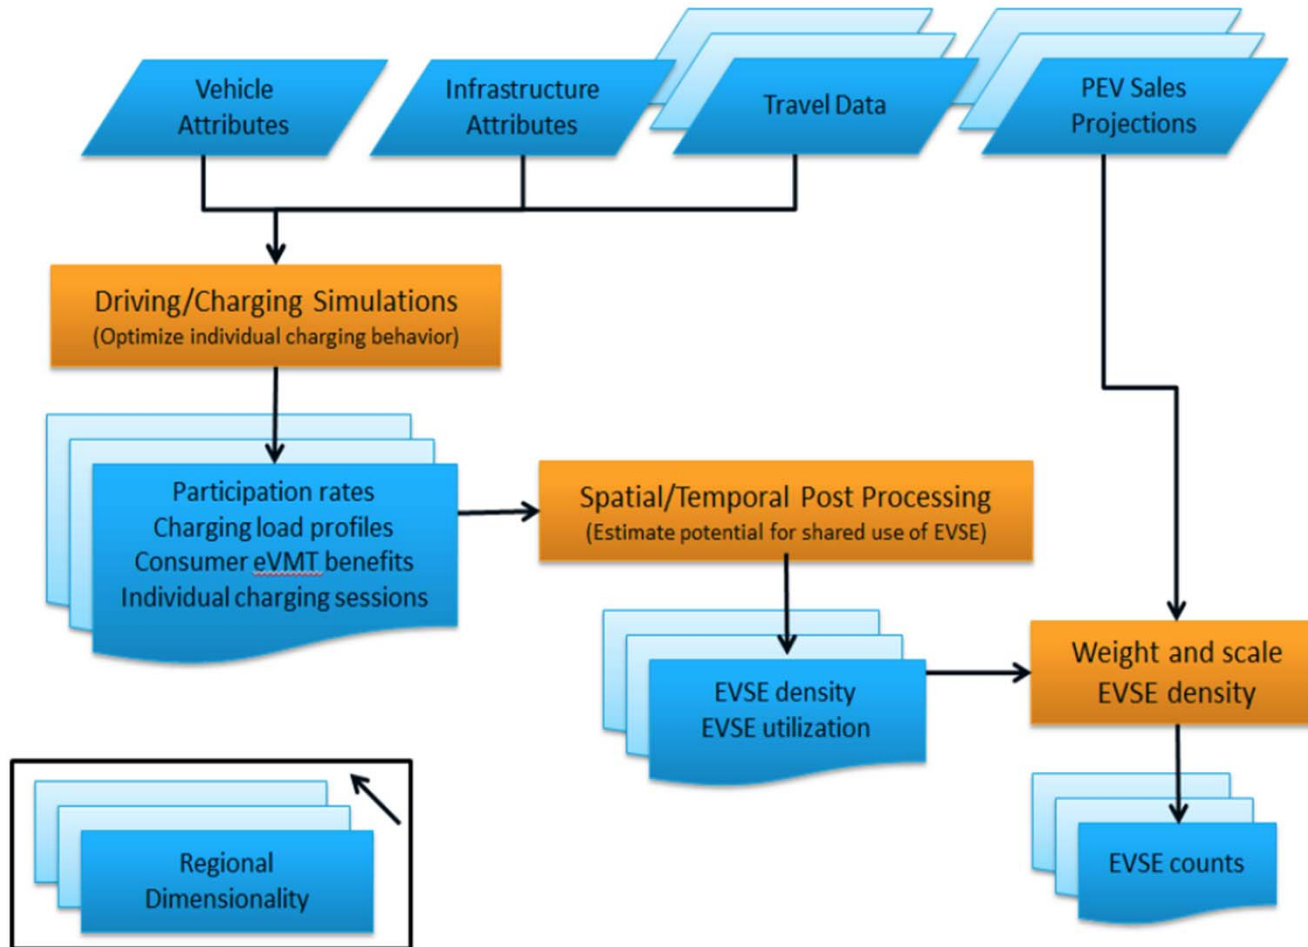 Vehicle
Attributes
Infrastructure
Attributes
Travel Data
PEV Sales
Projections
Driving/Charging Simulations
(Optimize individual charging behavior)
Participation rates
Charging load profiles
Consumer eVMT benefits
Individual charging sessions
Spatial/Temporal Post Processing
(Estimate potential for shared use of EVSE)
EVSE density
EVSE utilization
Weight and scale
EVSE density
EVSE counts
Regional
Dimensionality